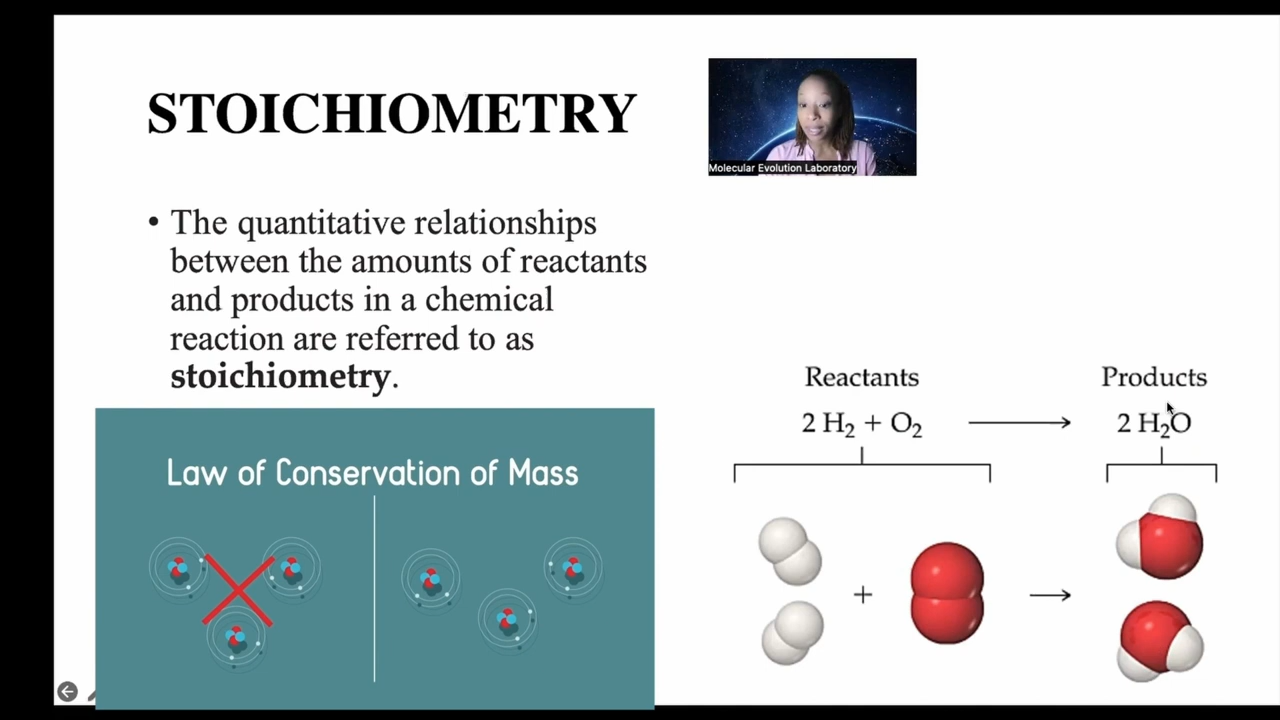 STOICHIOMETRY
Molecular Evolution Laboratory
• The quantitative relationships
between the amounts of reactants
and products in a chemical
reaction are referred to as
stoichiometry.
Law of Conservation of Mass
Reactants
Products
2 H₂ + O₂ ⟶ 2 H₂O
+ →